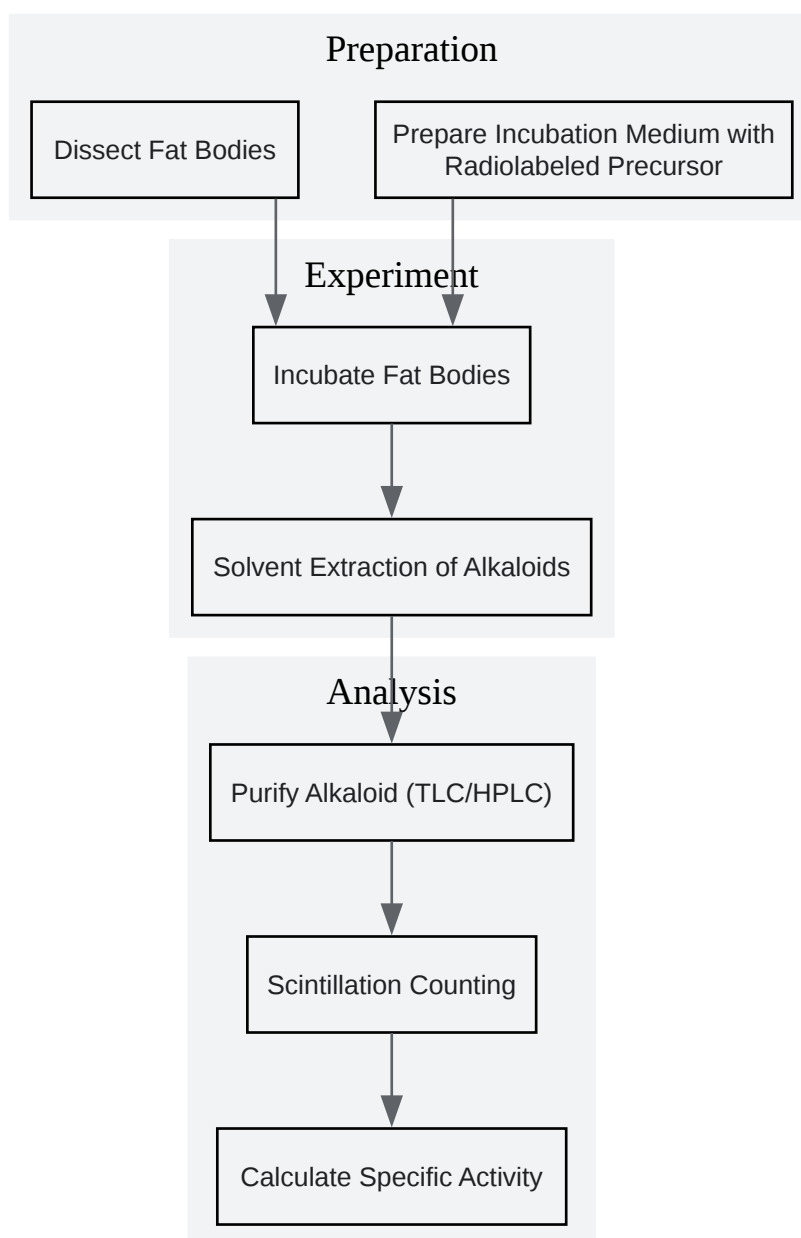 Preparation
Dissect Fat Bodies
Prepare Incubation Medium with
Radiolabeled Precursor
Experiment
Incubate Fat Bodies
Solvent Extraction of Alkaloids
Analysis
Purify Alkaloid (TLC/HPLC)
Scintillation Counting
Calculate Specific Activity